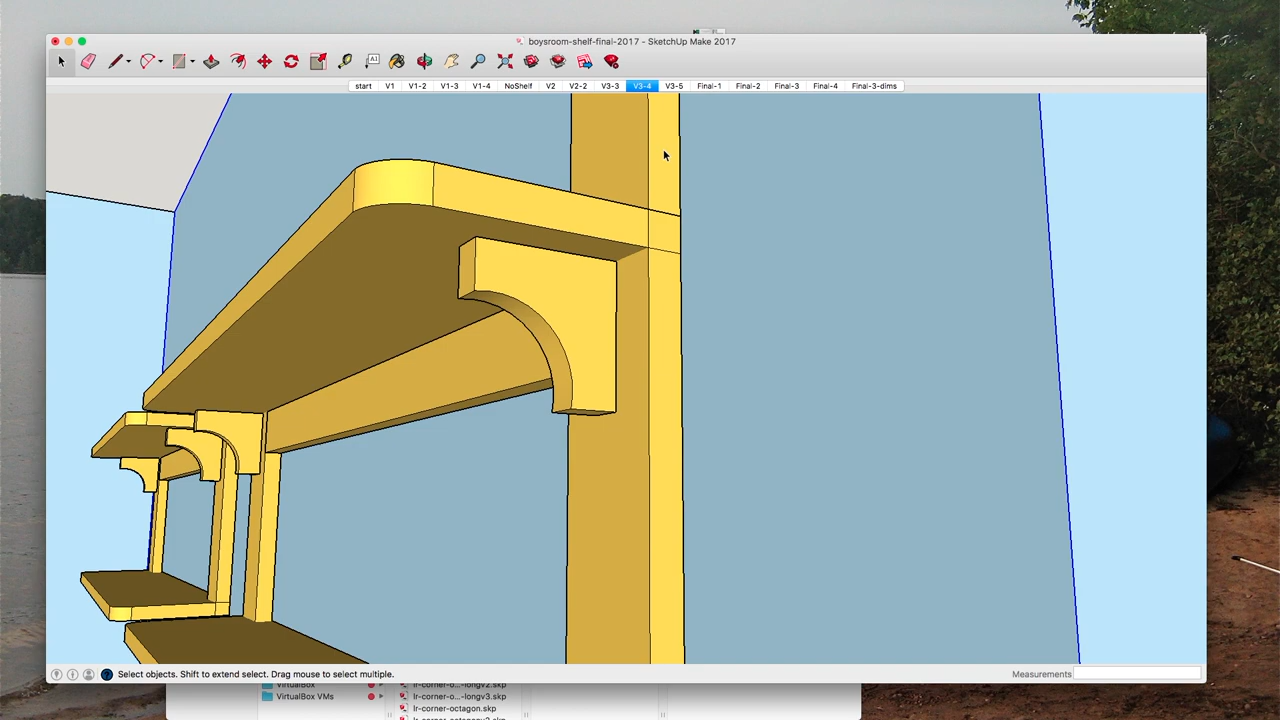 boysroom-shelf-final-2017 - SketchUp Make 2017
A1
start V1 V1-2 V1-3 V1-4 NoShelf V2 V2-2 V3-3 V3-4 V3-5 Final-1 Final-2 Final-3 Final-4 Final-3-dims
Select objects. Shift to extend select. Drag mouse to select multiple.
Measurements
VirtualBox
lr-corner-o...-longv2.skp
VirtualBox VMs
lr-corner-o...-longv3.skp
lr-corner-octagon.skp